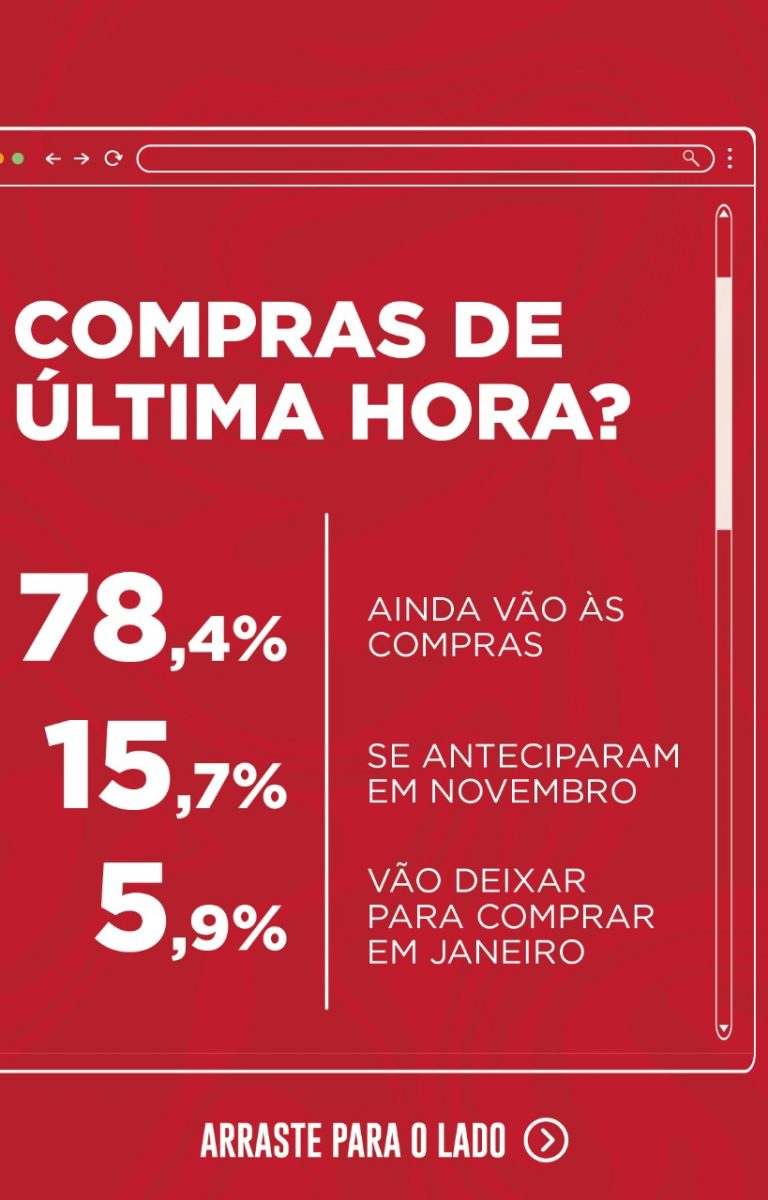 COMPRAS DE
ÚLTIMA HORA?
78,4%
AINDA VÃO ÀS
COMPRAS
15,7%
SE ANTECIPARAM
EM NOVEMBRO
5,9%
VÃO DEIXAR
PARA COMPRAR
EM JANEIRO
ARRASTE PARA O LADO